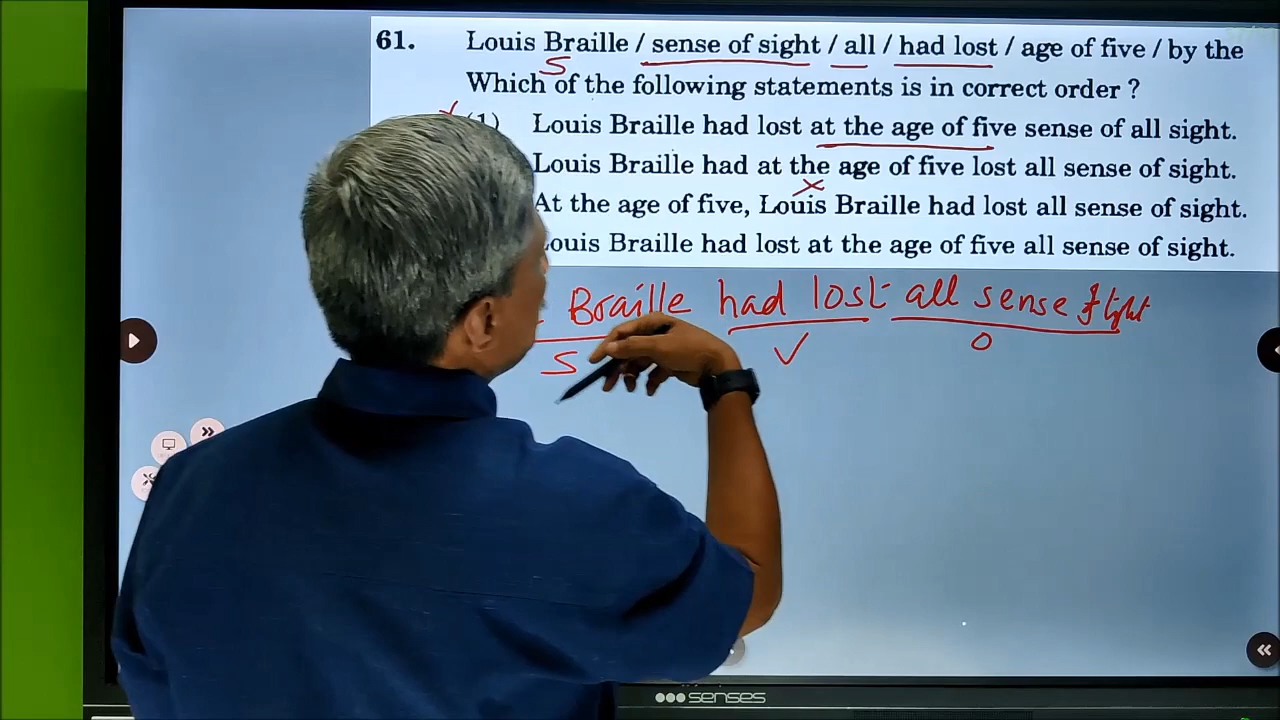 61. Louis Braille / sense of sight / all / had lost / age of five / by the
S
Which of the following statements is in correct order ?
(1) Louis Braille had lost at the age of five sense of all sight.
Louis Braille had at the age of five lost all sense of sight.
At the age of five, Louis Braille had lost all sense of sight.
Louis Braille had lost at the age of five all sense of sight.
Braille had lost all sense of
S V O
senses